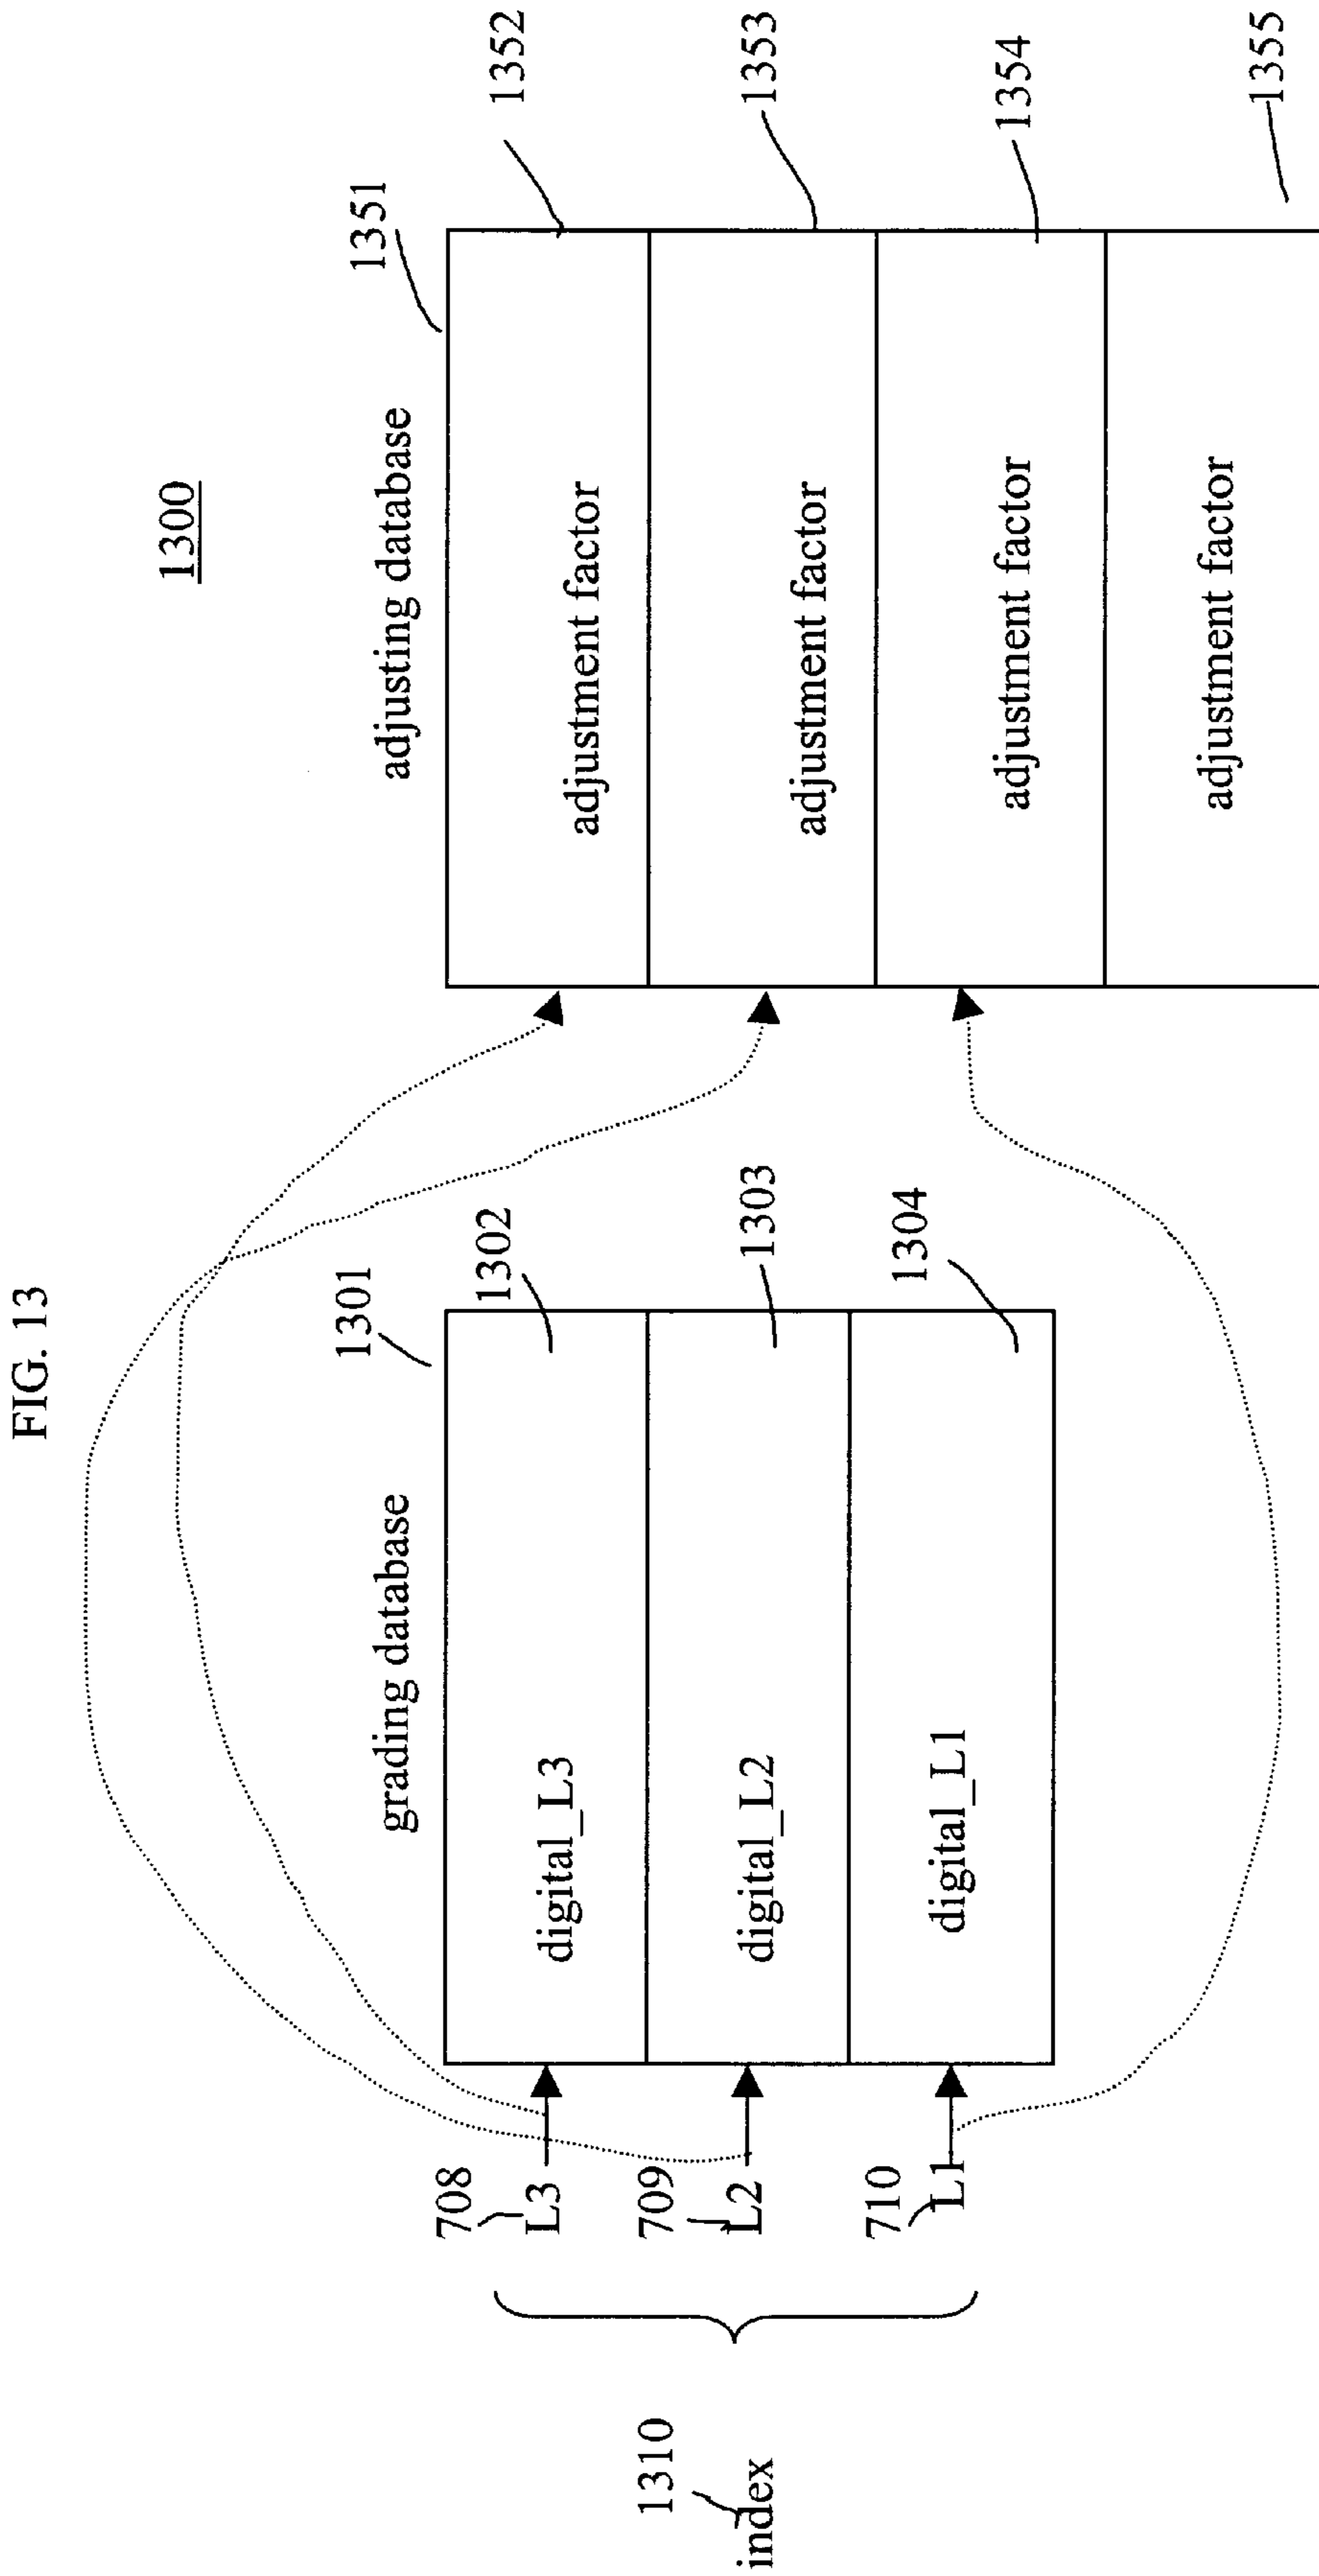 FIG. 13
1300
grading database
1301
adjusting database
1351
708
L3
digital_L3
1302
adjustment factor
1352
1310
index
709
L2
digital_L2
1303
adjustment factor
1353
710
L1
digital_L1
1304
adjustment factor
1354
adjustment factor
1355